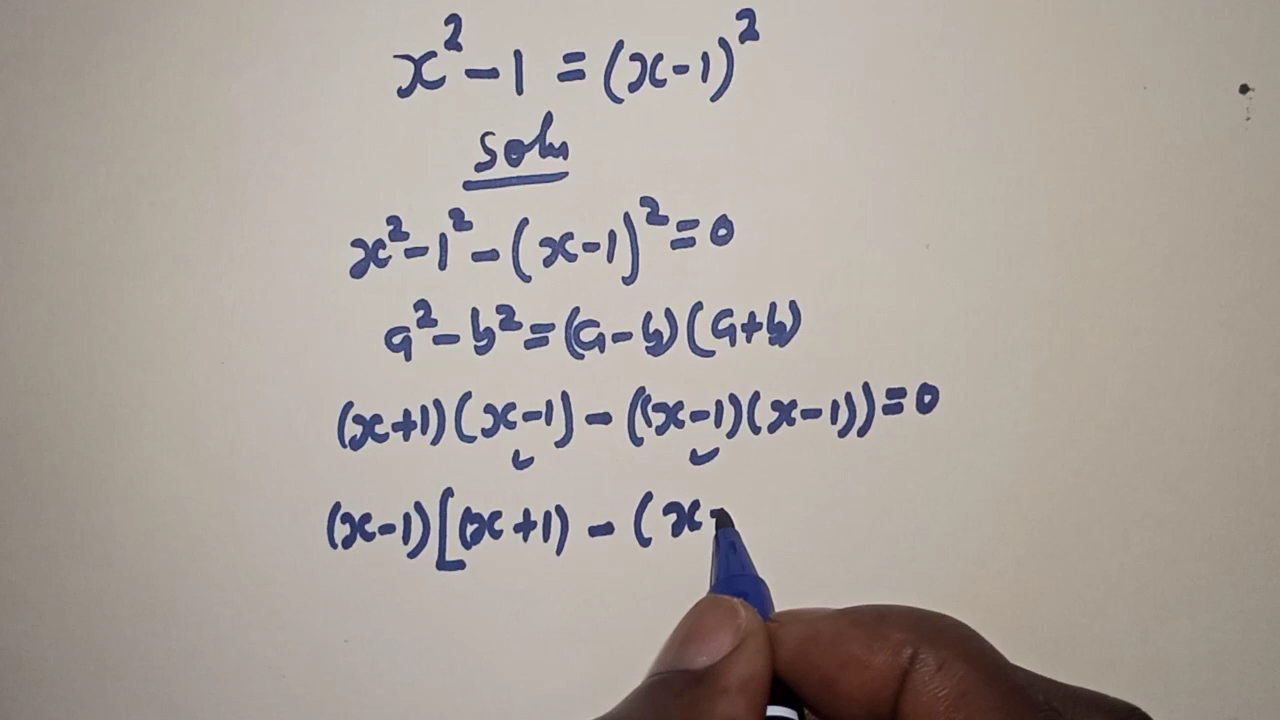 x² - 1 = (x-1)²
Soln
x² - 1² - (x-1)² = 0
a² - b² = (a-b)(a+b)
(x+1)(x-1) - ((x-1)(x-1)) = 0
(x-1)[(x+1) - (x-